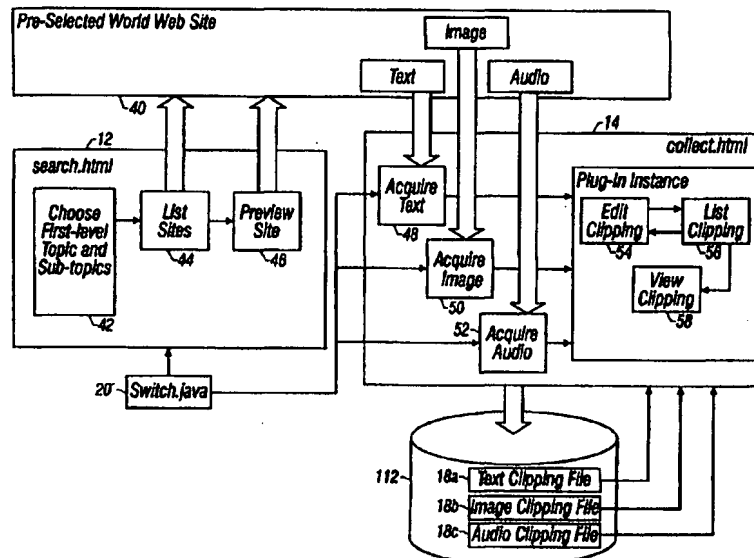 Pre-Selected World Web Site
Image
Text
Audio
40
12
search.html
Choose
First-level
Topic and
Sub-topics
42
List
Sites
44
Preview
Site
46
14
collect.html
Acquire
Text
48
Acquire
Image
50
52
Acquire
Audio
Plug-In Instance
Edit
Clipping
54
List
Clipping
56
View
Clipping
58
20
Switch.java
112
18a
Text Clipping File
18b
Image Clipping File
18c
Audio Clipping File